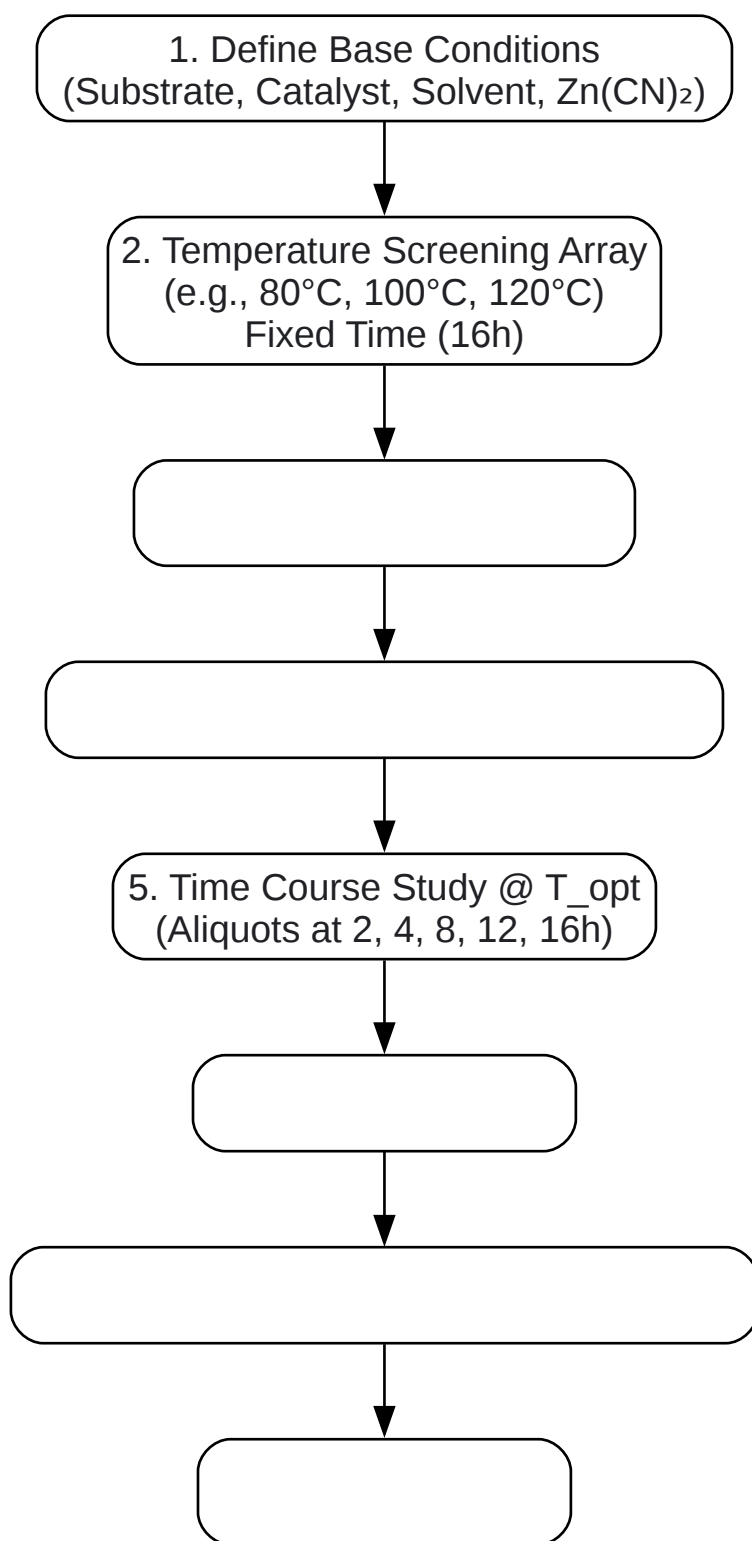 1. Define Base Conditions
(Substrate, Catalyst, Solvent, Zn(CN)₂)
2. Temperature Screening Array
(e.g., 80°C, 100°C, 120°C)
Fixed Time (16h)
5. Time Course Study @ T_opt
(Aliquots at 2, 4, 8, 12, 16h)